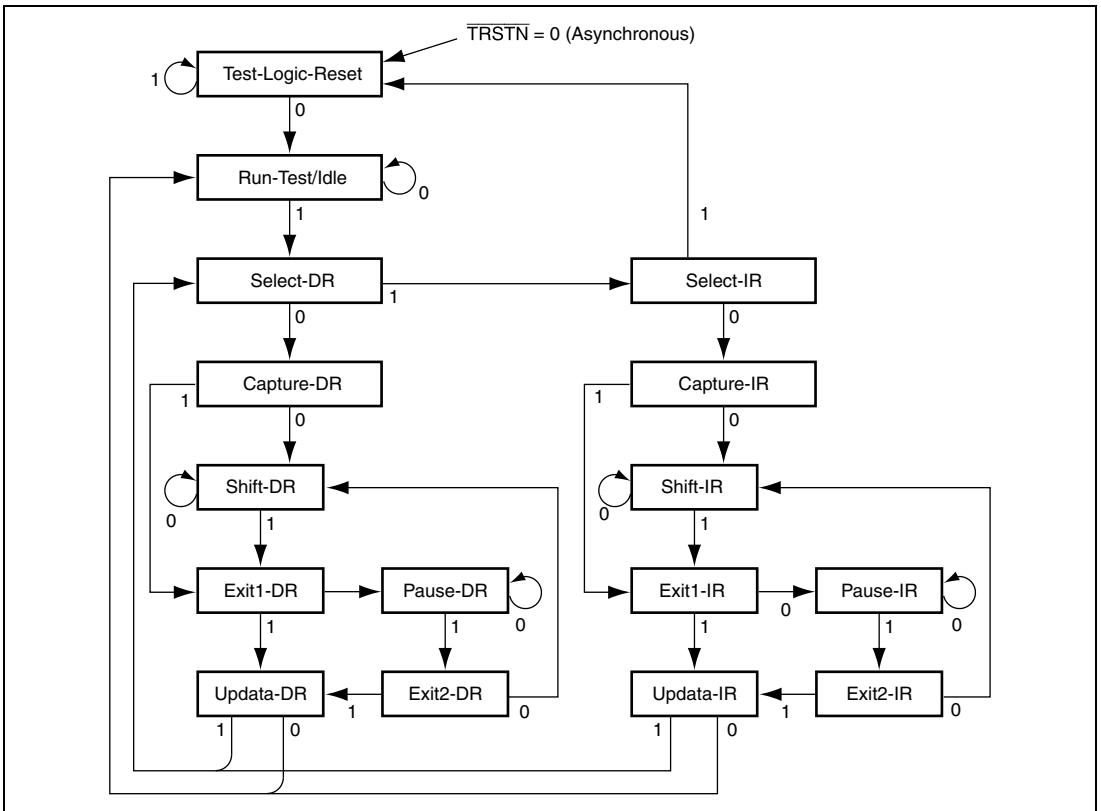 TRSTN = 0 (Asynchronous)
Test-Logic-Reset
1
0
1
Run-Test/Idle
0
1
Select-DR
1
Select-IR
0
0
Capture-DR
Capture-IR
1
0
1
0
Shift-DR
Shift-IR
0
1
0
1
Exit1-DR
Pause-DR
Exit1-IR
0
Pause-IR
1
1
0
1
1
0
Updata-DR
Exit2-DR
Updata-IR
Exit2-IR
1
0
1
0
1
0
1
0